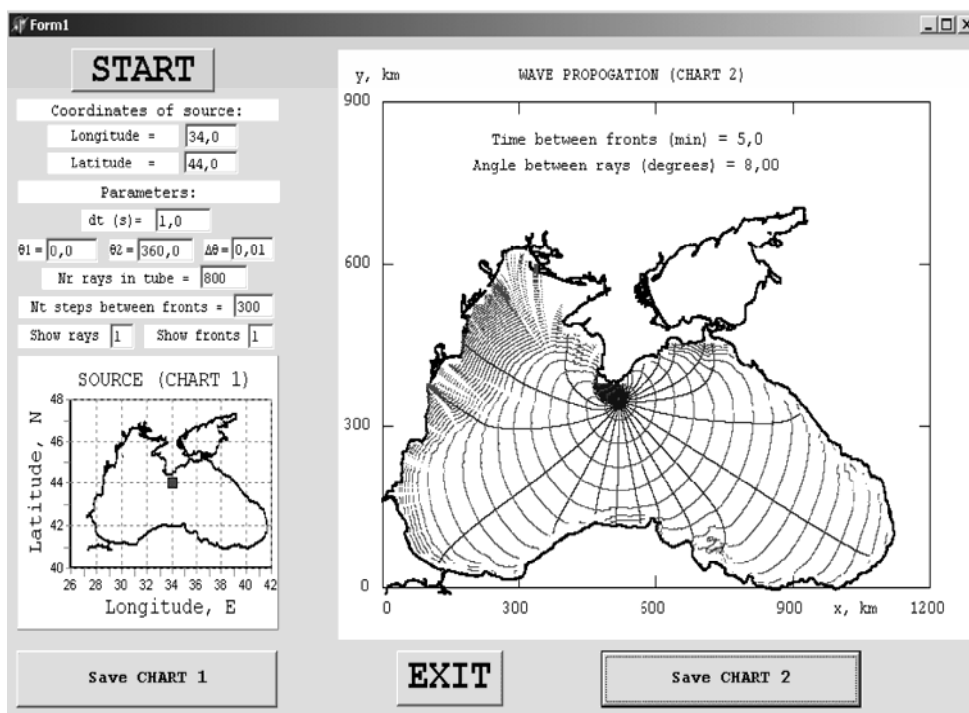 Form1
START
Coordinates of source:
Longitude = 34,0
Latitude = 44,0
Parameters:
dt (s)= 1,0
θ1 = 0,0 θ2 = 360,0 Δθ = 0,01
Nr rays in tube = 800
Nt steps between fronts = 300
Show rays 1 Show fronts 1
SOURCE (CHART 1)
Latitude, N
48
46
44
42
40
26 28 30 32 34 36 38 40 42
Longitude, E
y, km WAVE PROPOGATION (CHART 2)
900
Time between fronts (min) = 5,0
Angle between rays (degrees) = 8,00
600
300
0
0 300 600 900 x, km 1200
Save CHART 1
EXIT
Save CHART 2